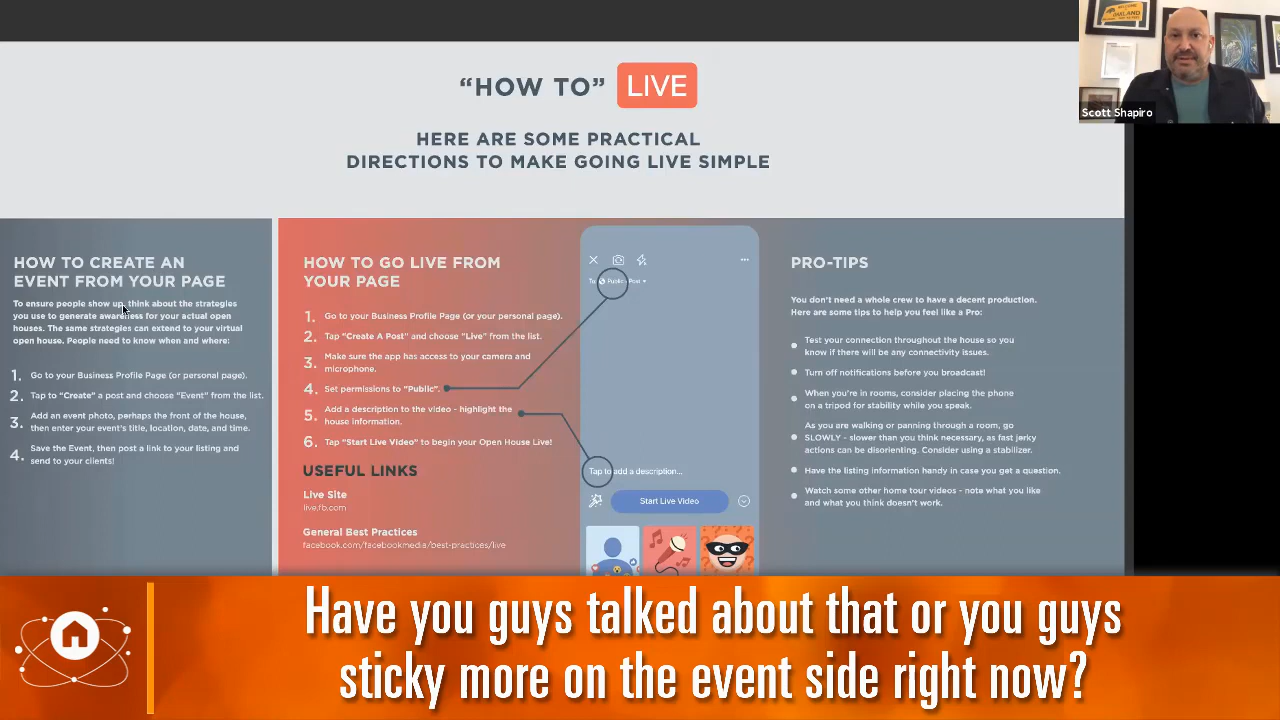 "HOW TO" LIVE
HERE ARE SOME PRACTICAL
DIRECTIONS TO MAKE GOING LIVE SIMPLE
WELCOME
OAKLAND
Scott Shapiro
HOW TO CREATE AN
EVENT FROM YOUR PAGE
To ensure people show up, think about the strategies
you use to generate awareness for your actual open
houses. The same strategies can extend to your virtual
open house. People need to know when and where:
1. Go to your Business Profile Page (or personal page).
2. Tap to "Create" a post and choose "Event" from the list.
3. Add an event photo, perhaps the front of the house,
then enter your event's title, location, date, and time.
4. Save the Event, then post a link to your listing and
send to your clients!
HOW TO GO LIVE FROM
YOUR PAGE
1. Go to your Business Profile Page (or your personal page).
2. Tap "Create A Post" and choose "Live" from the list.
3. Make sure the app has access to your camera and
microphone.
4. Set permissions to "Public".
5. Add a description to the video - highlight the
house information.
6. Tap "Start Live Video" to begin your Open House Live!
USEFUL LINKS
Live Site
live.fb.com
General Best Practices
facebook.com/facebookmedia/best-practices/live
To: Public Post
Tap to add a description...
Start Live Video
PRO-TIPS
You don't need a whole crew to have a decent production.
Here are some tips to help you feel like a Pro:
Test your connection throughout the house so you
know if there will be any connectivity issues.
Turn off notifications before you broadcast!
When you're in rooms, consider placing the phone
on a tripod for stability while you speak.
As you are walking or panning through a room, go
SLOWLY - slower than you think necessary, as fast jerky
actions can be disorienting. Consider using a stabilizer.
Have the listing information handy in case you get a question.
Watch some other home tour videos - note what you like
and what you think doesn't work.
Have you guys talked about that or you guys
sticky more on the event side right now?